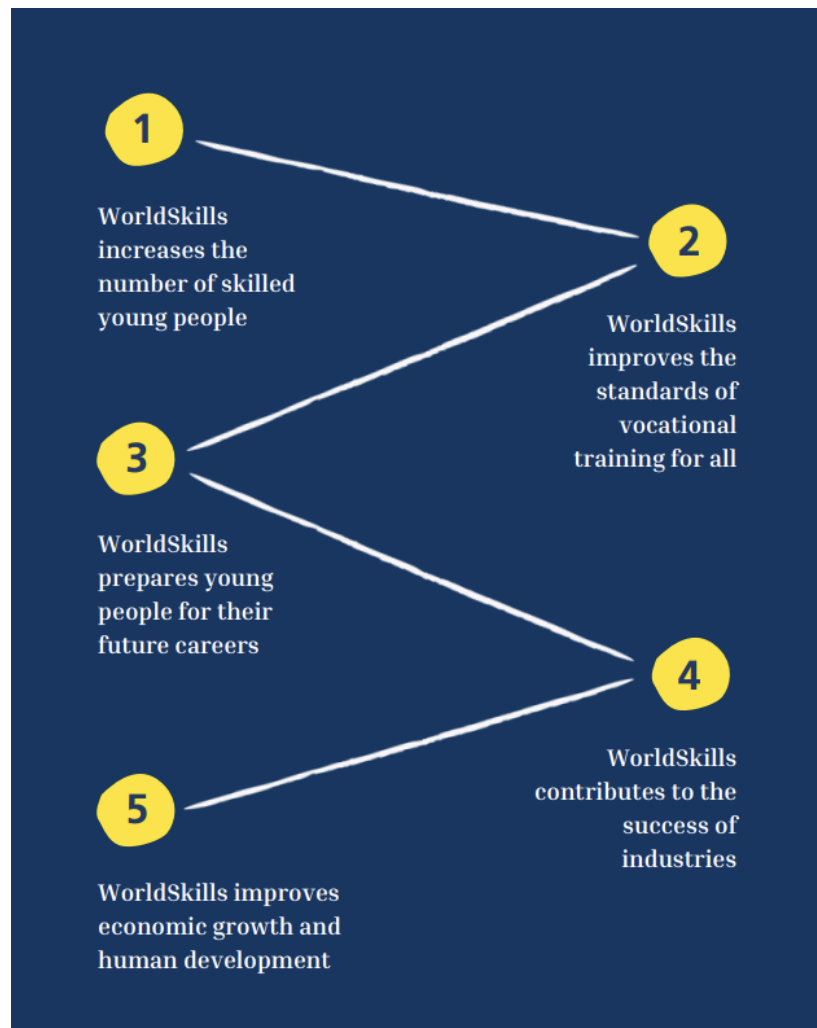 1
WorldSkills
increases the
number of skilled
young people
2
WorldSkills
improves the
standards of
vocational
training for all
3
WorldSkills
prepares young
people for their
future careers
4
WorldSkills
contributes to the
success of
industries
5
WorldSkills improves
economic growth and
human development